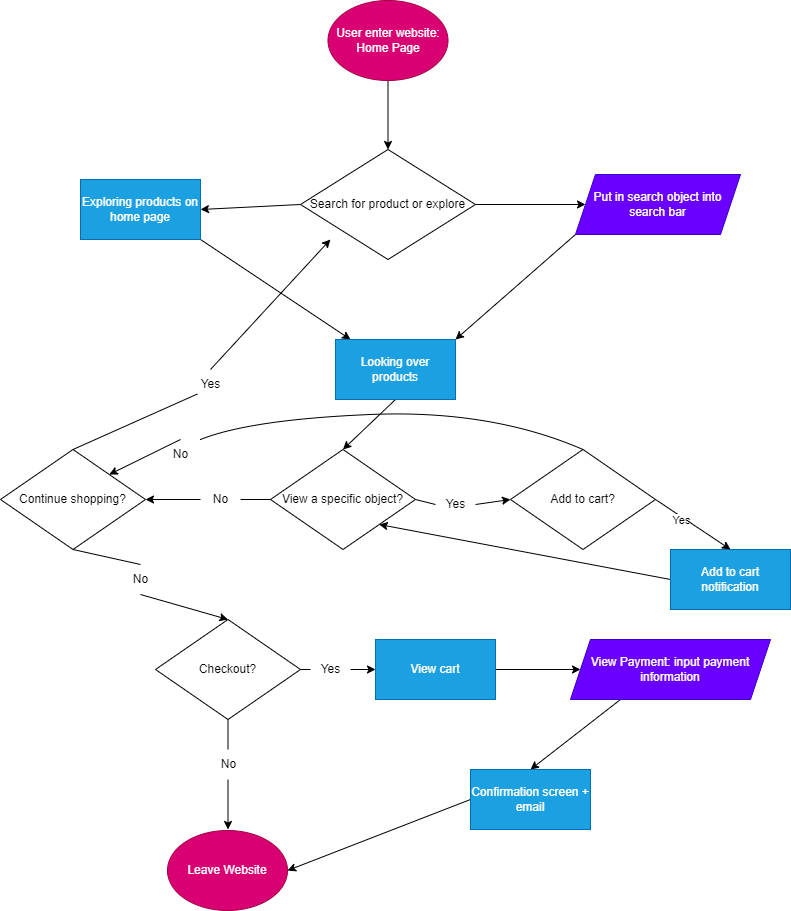 User enter website:
Home Page
Search for product or explore
Exploring products on
home page
Put in search object into
search bar
Looking over
products
Yes
No
Continue shopping?
No
View a specific object?
Yes
Add to cart?
Yes
Add to cart
notification
No
Checkout?
Yes
View cart
View Payment: input payment
information
No
Confirmation screen +
email
Leave Website